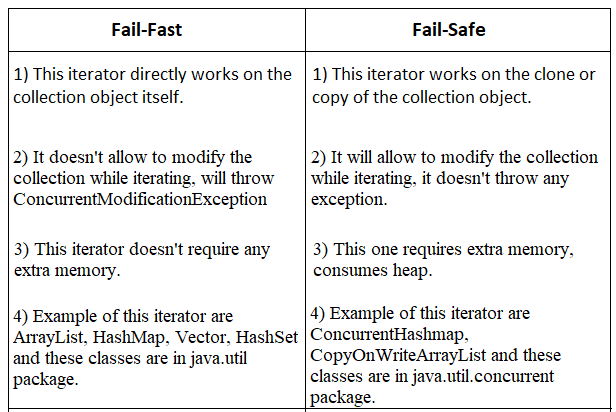 Fail-Fast
Fail-Safe
1) This iterator directly works on the
collection object itself.
1) This iterator works on the clone or
copy of the collection object.
2) It doesn't allow to modify the
collection while iterating, will throw
ConcurrentModificationException
2) It will allow to modify the collection
while iterating, it doesn't throw any
exception.
3) This iterator doesn't require any
extra memory.
3) This one requires extra memory,
consumes heap.
4) Example of this iterator are
ArrayList, HashMap, Vector, HashSet
and these classes are in java.util
package.
4) Example of this iterator are
ConcurrentHashmap,
CopyOnWriteArrayList and these
classes are in java.util.concurrent
package.